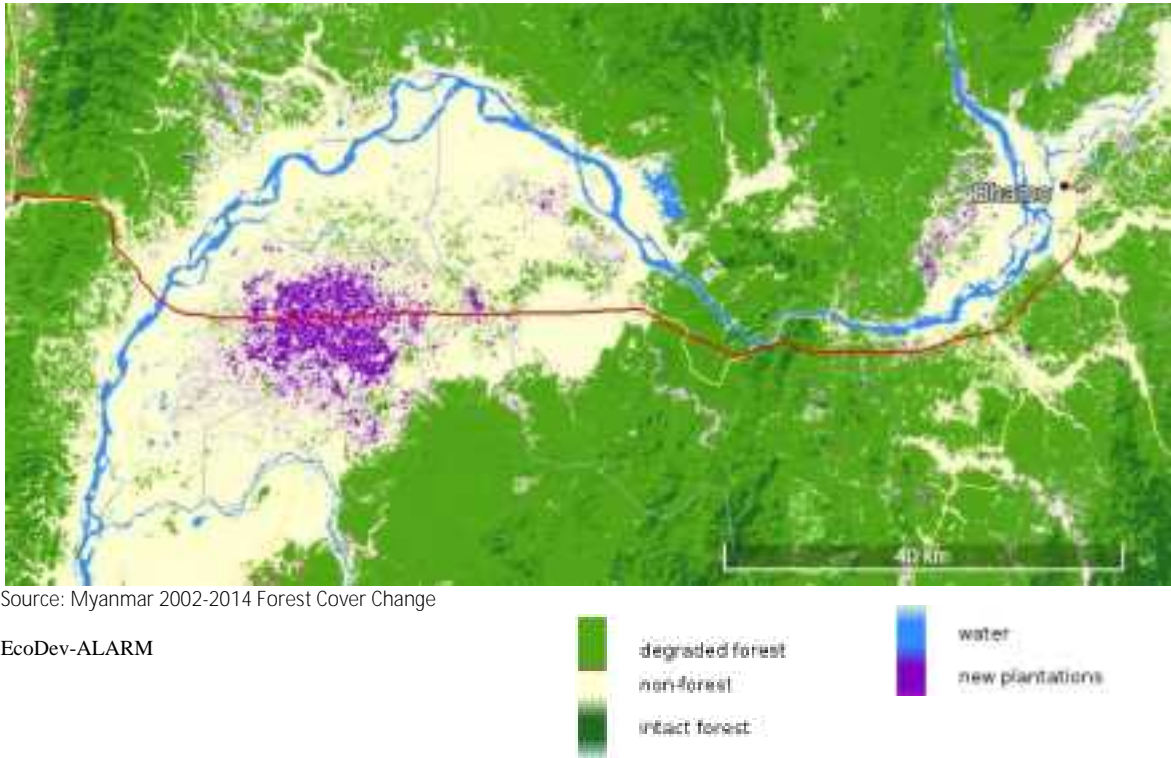 Bhamo
40 km
Source: Myanmar 2002-2014 Forest Cover Change
EcoDev-ALARM
degraded forest
non-forest
intact forest
water
new plantations